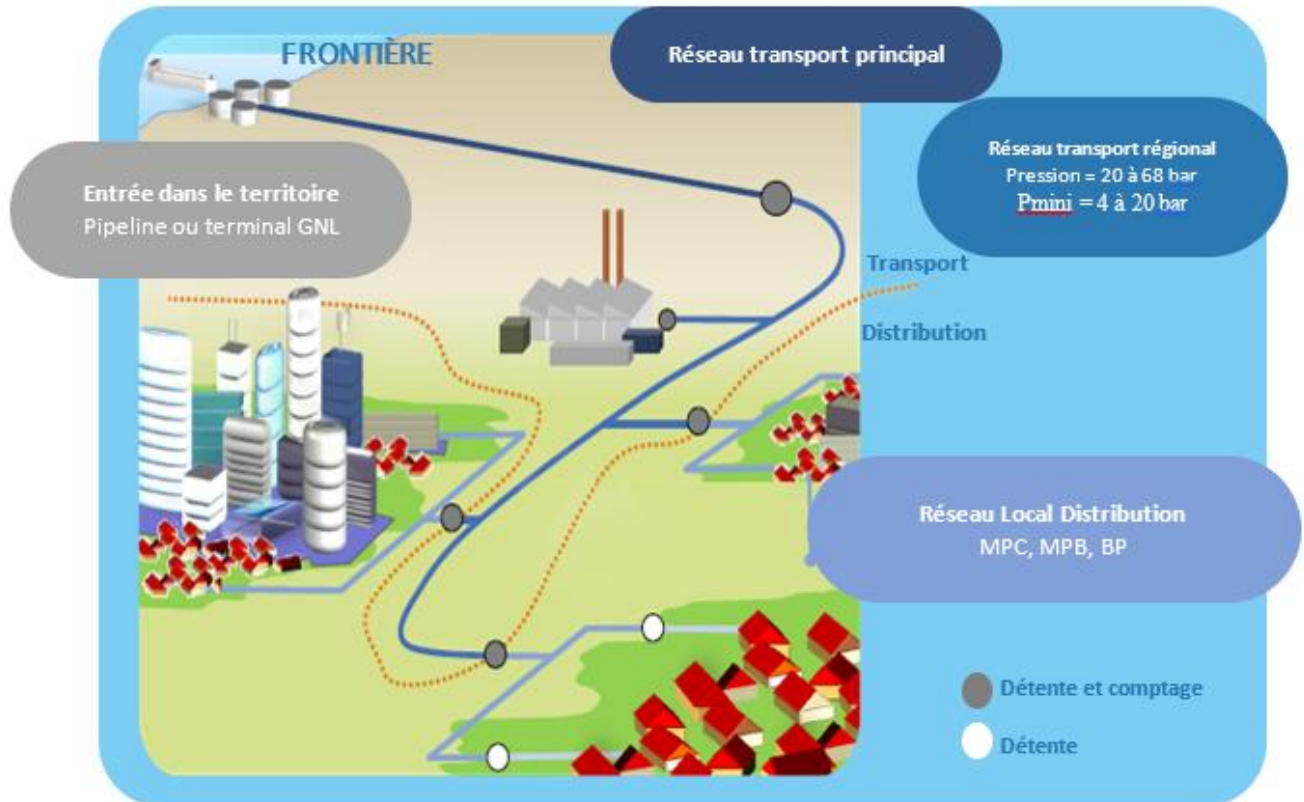 FRONTIÈRE
Réseau transport principal
Réseau transport régional
Pression = 20 à 68 bar
Pmini = 4 à 20 bar
Entrée dans le territoire
Pipeline ou terminal GNL
Transport
Distribution
Réseau Local Distribution
MPC, MPB, BP
Détente et comptage
Détente